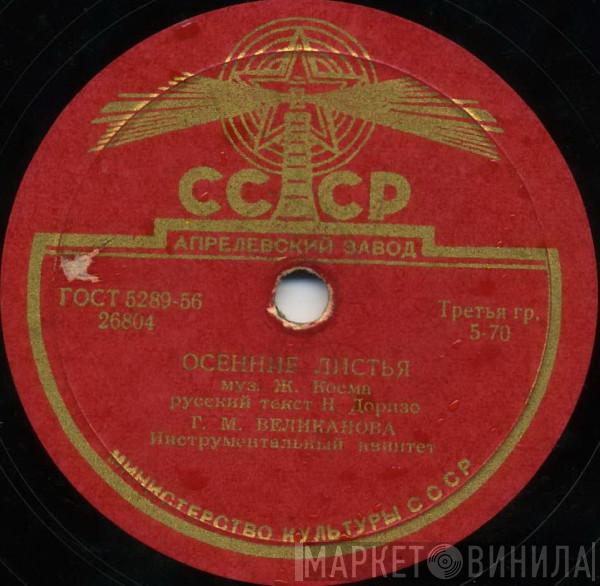 СССР
АПРЕЛЕВСКИЙ ЗАВОД
ГОСТ 5289-56
26804
Третья гр.
5-70
ОСЕННИЕ ЛИСТЬЯ
муз. Ж. Косма
русский текст Н. Доризо
Г. М. ВЕЛИКАНОВА
Инструментальный квинтет
МИНИСТЕРСТВО КУЛЬТУРЫ СССР
МАРКЕТ ВИНИЛА